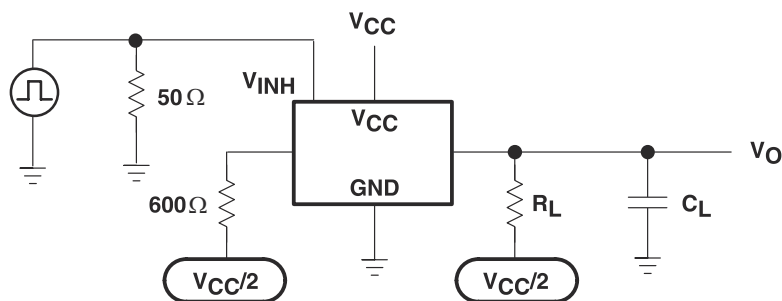 VCC
VINH
50Ω
VCC
VO
GND
600Ω
RL
CL
VCC/2
VCC/2